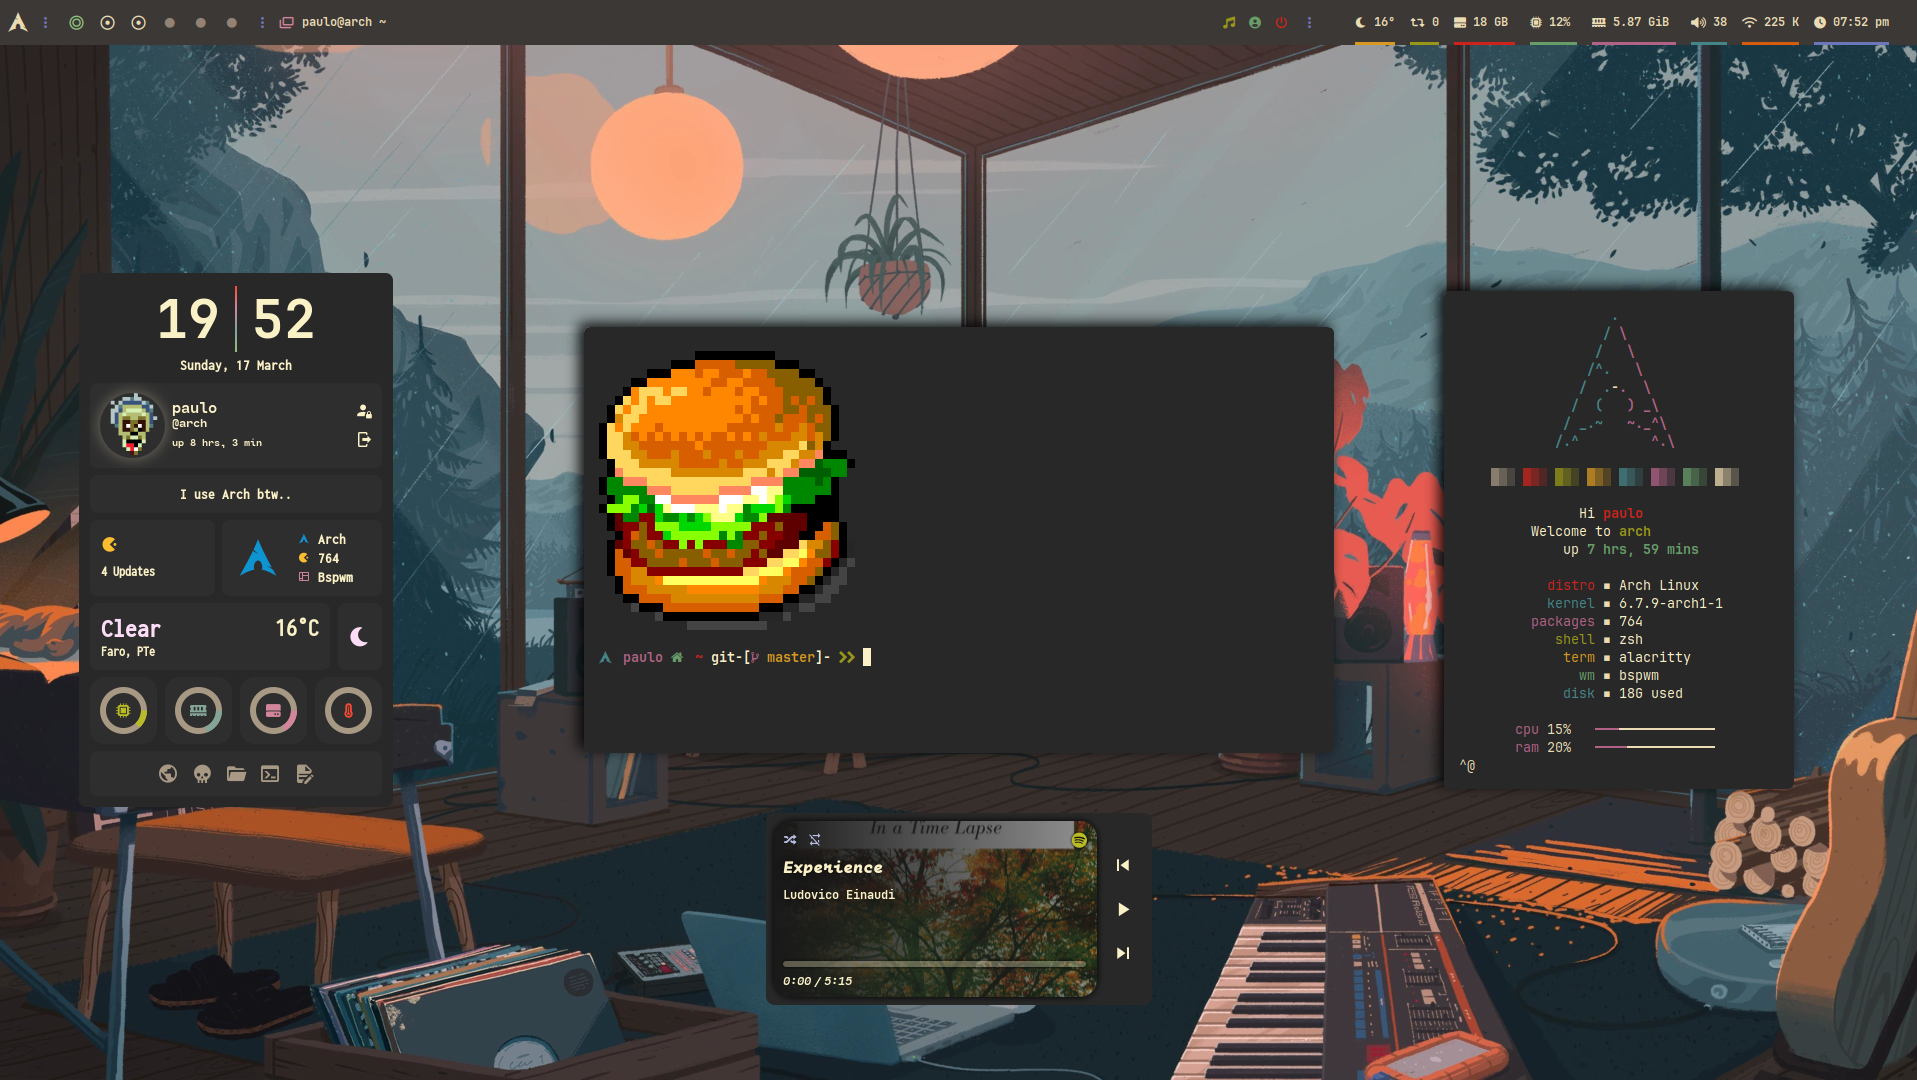 paulo@arch ~
16°
0
18 GB
12%
5.87 GiB
38
225 K
07:52 pm
19 52
Sunday, 17 March
paulo
@arch
up 8 hrs, 3 min
I use Arch btw..
4 Updates
Arch
764
Bspwm
Clear
16°C
Faro, PTe
paulo ~ git-[ master]-
In a Time Lapse
Experience
Ludovico Einaudi
0:00 / 5:15
Hi paulo
Welcome to arch
up 7 hrs, 59 mins
distro ▪ Arch Linux
kernel ▪ 6.7.9-arch1-1
packages ▪ 764
shell ▪ zsh
term ▪ alacritty
wm ▪ bspwm
disk ▪ 18G used
cpu 15%
ram 20%
^@
Roland